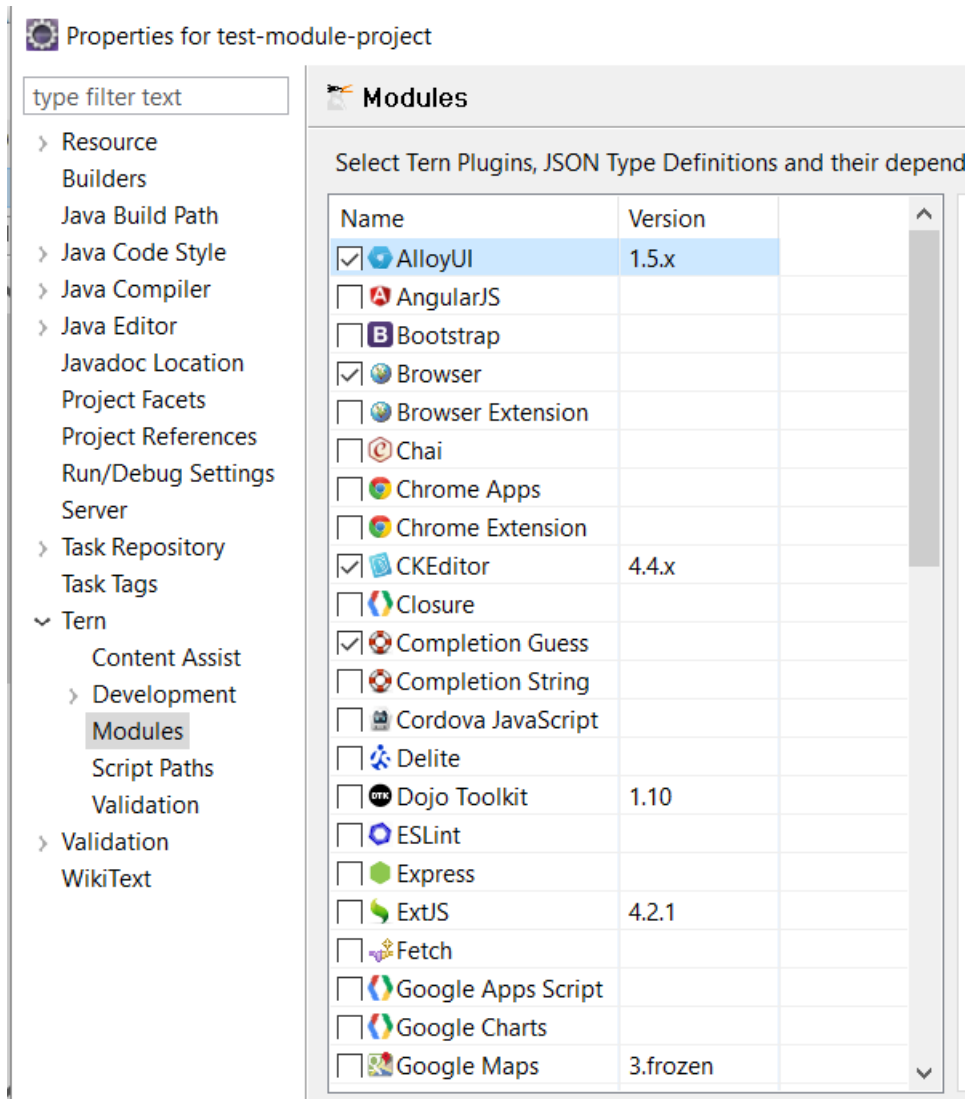 Properties for test-module-project
type filter text
Resource
Builders
Java Build Path
Java Code Style
Java Compiler
Java Editor
Javadoc Location
Project Facets
Project References
Run/Debug Settings
Server
Task Repository
Task Tags
Tern
Content Assist
Development
Modules
Script Paths
Validation
Validation
WikiText
Modules
Select Tern Plugins, JSON Type Definitions and their depend
Name Version
AlloyUI 1.5.x
AngularJS
B Bootstrap
Browser
Browser Extension
Chai
Chrome Apps
Chrome Extension
CKEditor 4.4.x
Closure
Completion Guess
Completion String
Cordova JavaScript
Delite
DTK Dojo Toolkit 1.10
ESLint
Express
ExtJS 4.2.1
Fetch
Google Apps Script
Google Charts
Google Maps 3.frozen